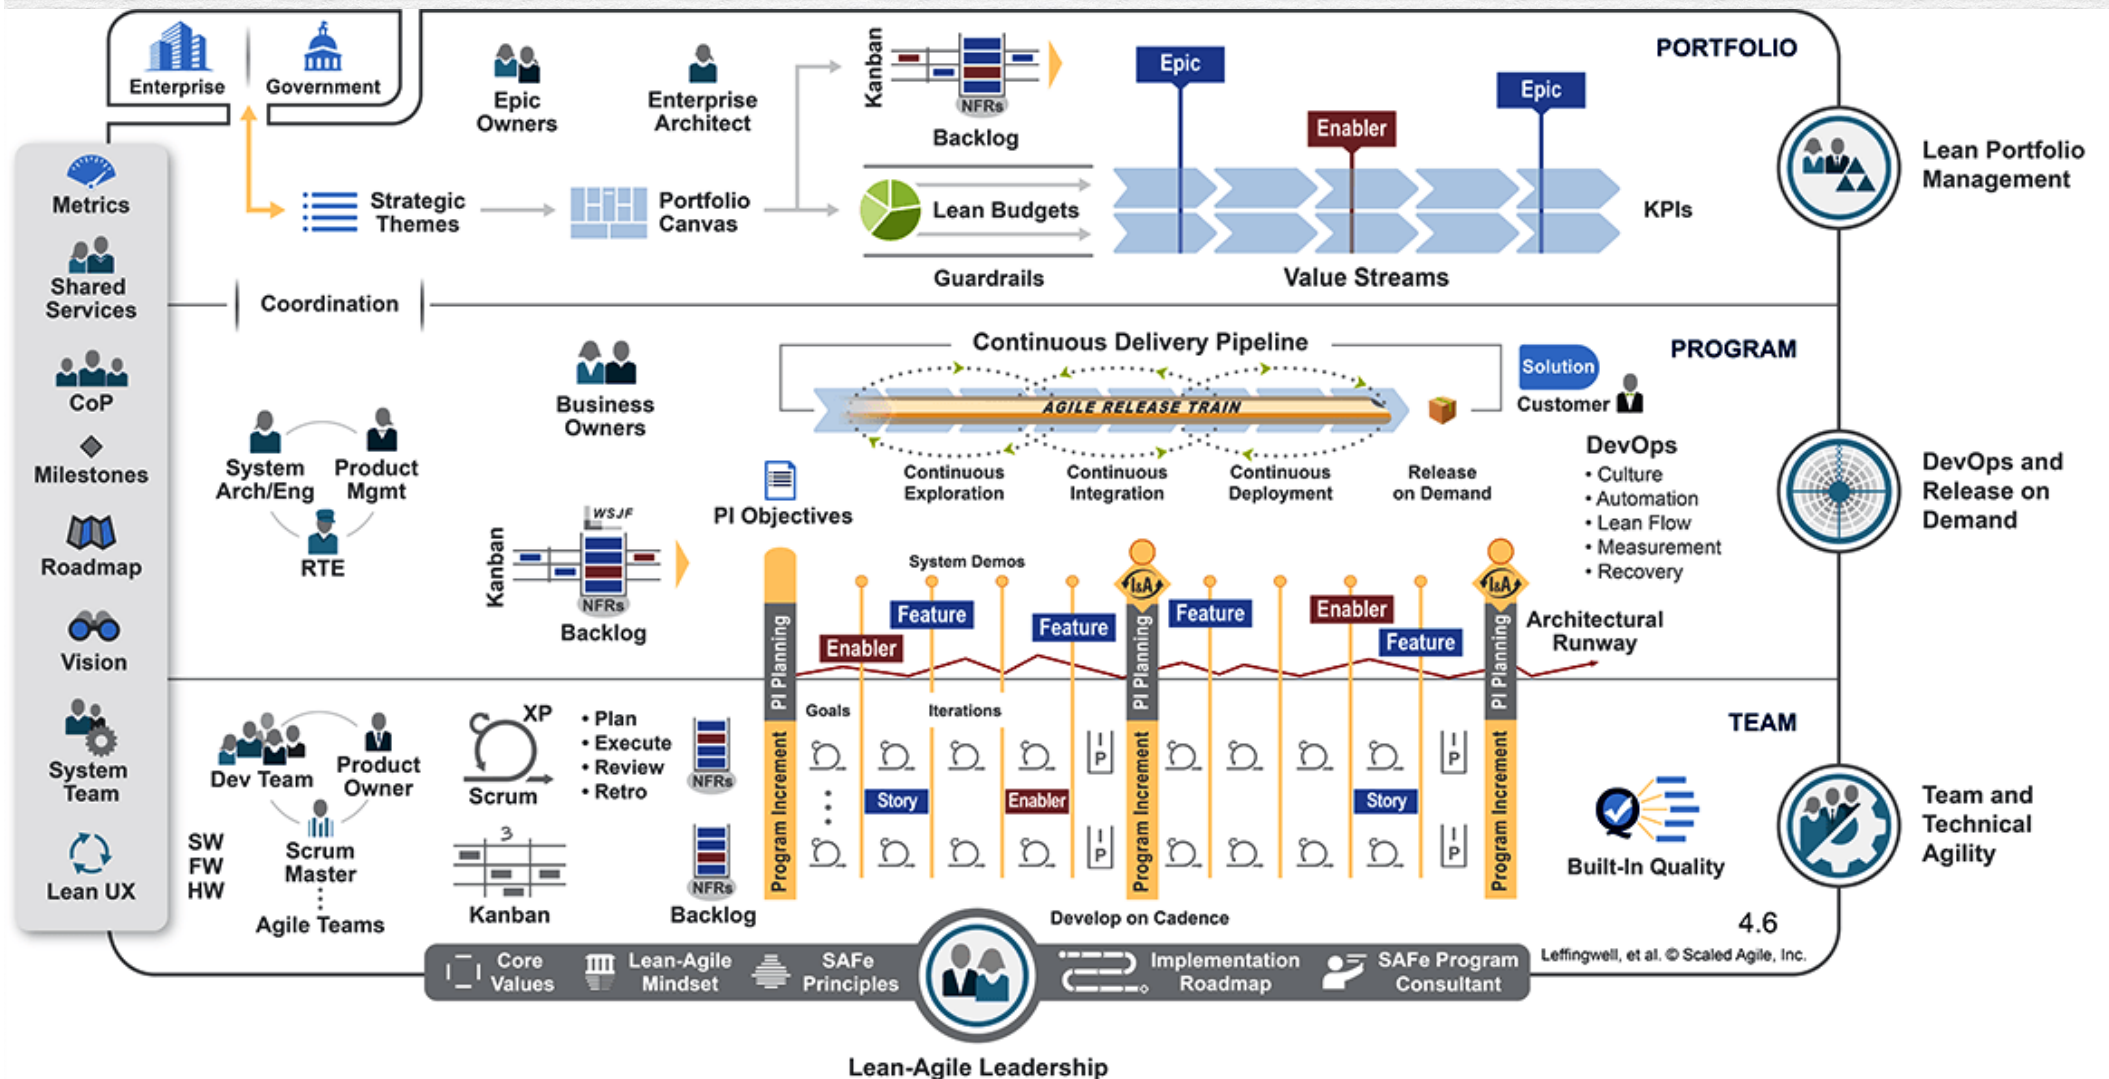 Enterprise
Government
Epic
Owners
Enterprise
Architect
Kanban
NFRs
Backlog
Epic
Enabler
Epic
PORTFOLIO
Strategic
Themes
Portfolio
Canvas
Lean Budgets
Guardrails
Value Streams
KPIs
Lean Portfolio
Management
Metrics
Shared
Services
CoP
Milestones
Roadmap
Vision
System
Team
Lean UX
Coordination
PROGRAM
Business
Owners
Continuous Delivery Pipeline
AGILE RELEASE TRAIN
Continuous
Exploration
Continuous
Integration
Continuous
Deployment
Release
on Demand
Solution
Customer
DevOps
• Culture
• Automation
• Lean Flow
• Measurement
• Recovery
DevOps and
Release on
Demand
System
Arch/Eng
Product
Mgmt
RTE
Kanban
WSJF
NFRs
Backlog
PI Objectives
System Demos
Enabler
Feature
Feature
I&A
Feature
Enabler
Feature
I&A
Architectural
Runway
PI Planning
PI Planning
PI Planning
TEAM
Dev Team
Product
Owner
Scrum
Master
Agile Teams
SW
FW
HW
XP
Scrum
• Plan
• Execute
• Review
• Retro
3
Kanban
NFRs
NFRs
Backlog
Program Increment
Goals
Iterations
Story
Enabler
I
P
I
P
Program Increment
Story
I
P
I
P
Program Increment
Develop on Cadence
Built-In Quality
Team and
Technical
Agility
4.6
Leffingwell, et al. © Scaled Agile, Inc.
Core
Values
Lean-Agile
Mindset
SAFe
Principles
Implementation
Roadmap
SAFe Program
Consultant
Lean-Agile Leadership